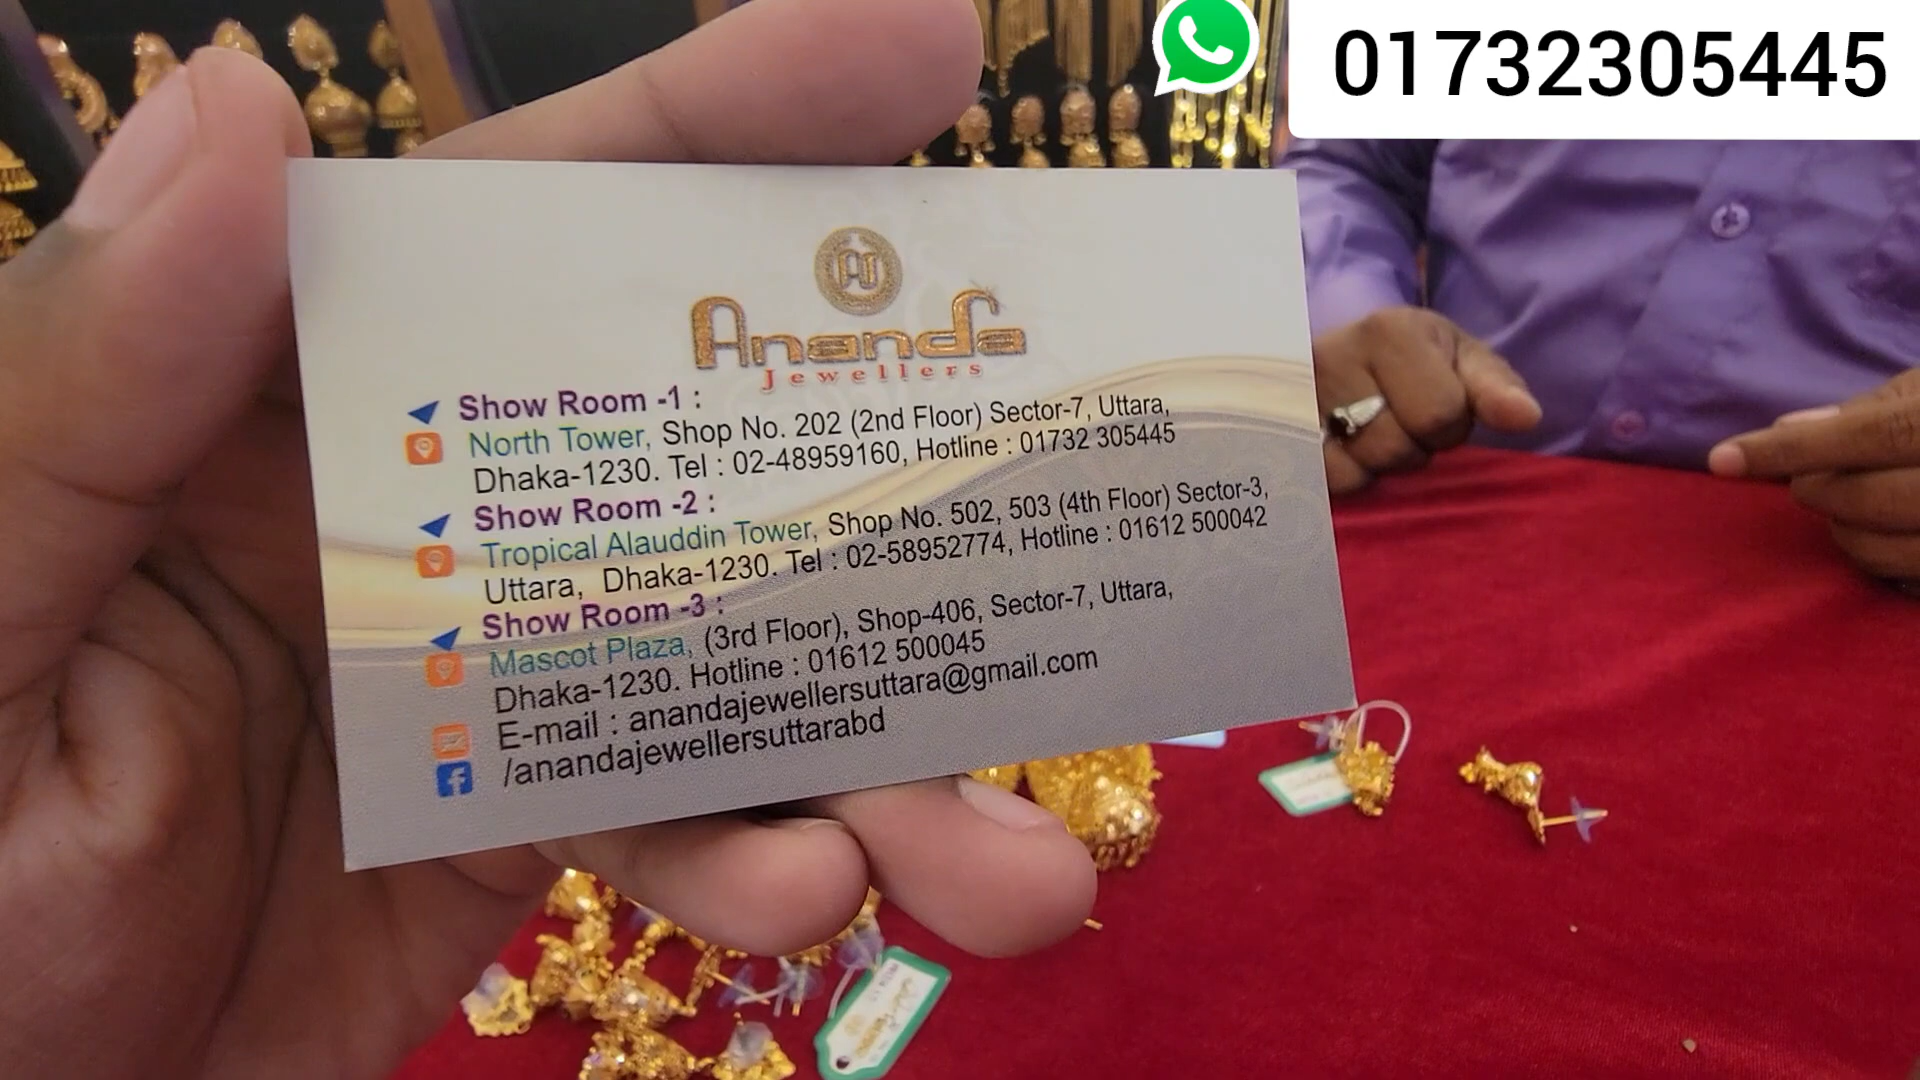 01732305445
AJ
Ananda
Jewellers
Show Room -1 :
North Tower, Shop No. 202 (2nd Floor) Sector-7, Uttara,
Dhaka-1230. Tel : 02-48959160, Hotline : 01732 305445
Show Room -2 :
Tropical Alauddin Tower, Shop No. 502, 503 (4th Floor) Sector-3,
Uttara, Dhaka-1230. Tel : 02-58952774, Hotline : 01612 500042
Show Room -3 :
Mascot Plaza, (3rd Floor), Shop-406, Sector-7, Uttara,
Dhaka-1230. Hotline : 01612 500045
E-mail : anandajewellersuttara@gmail.com
/anandajewellersuttarabd